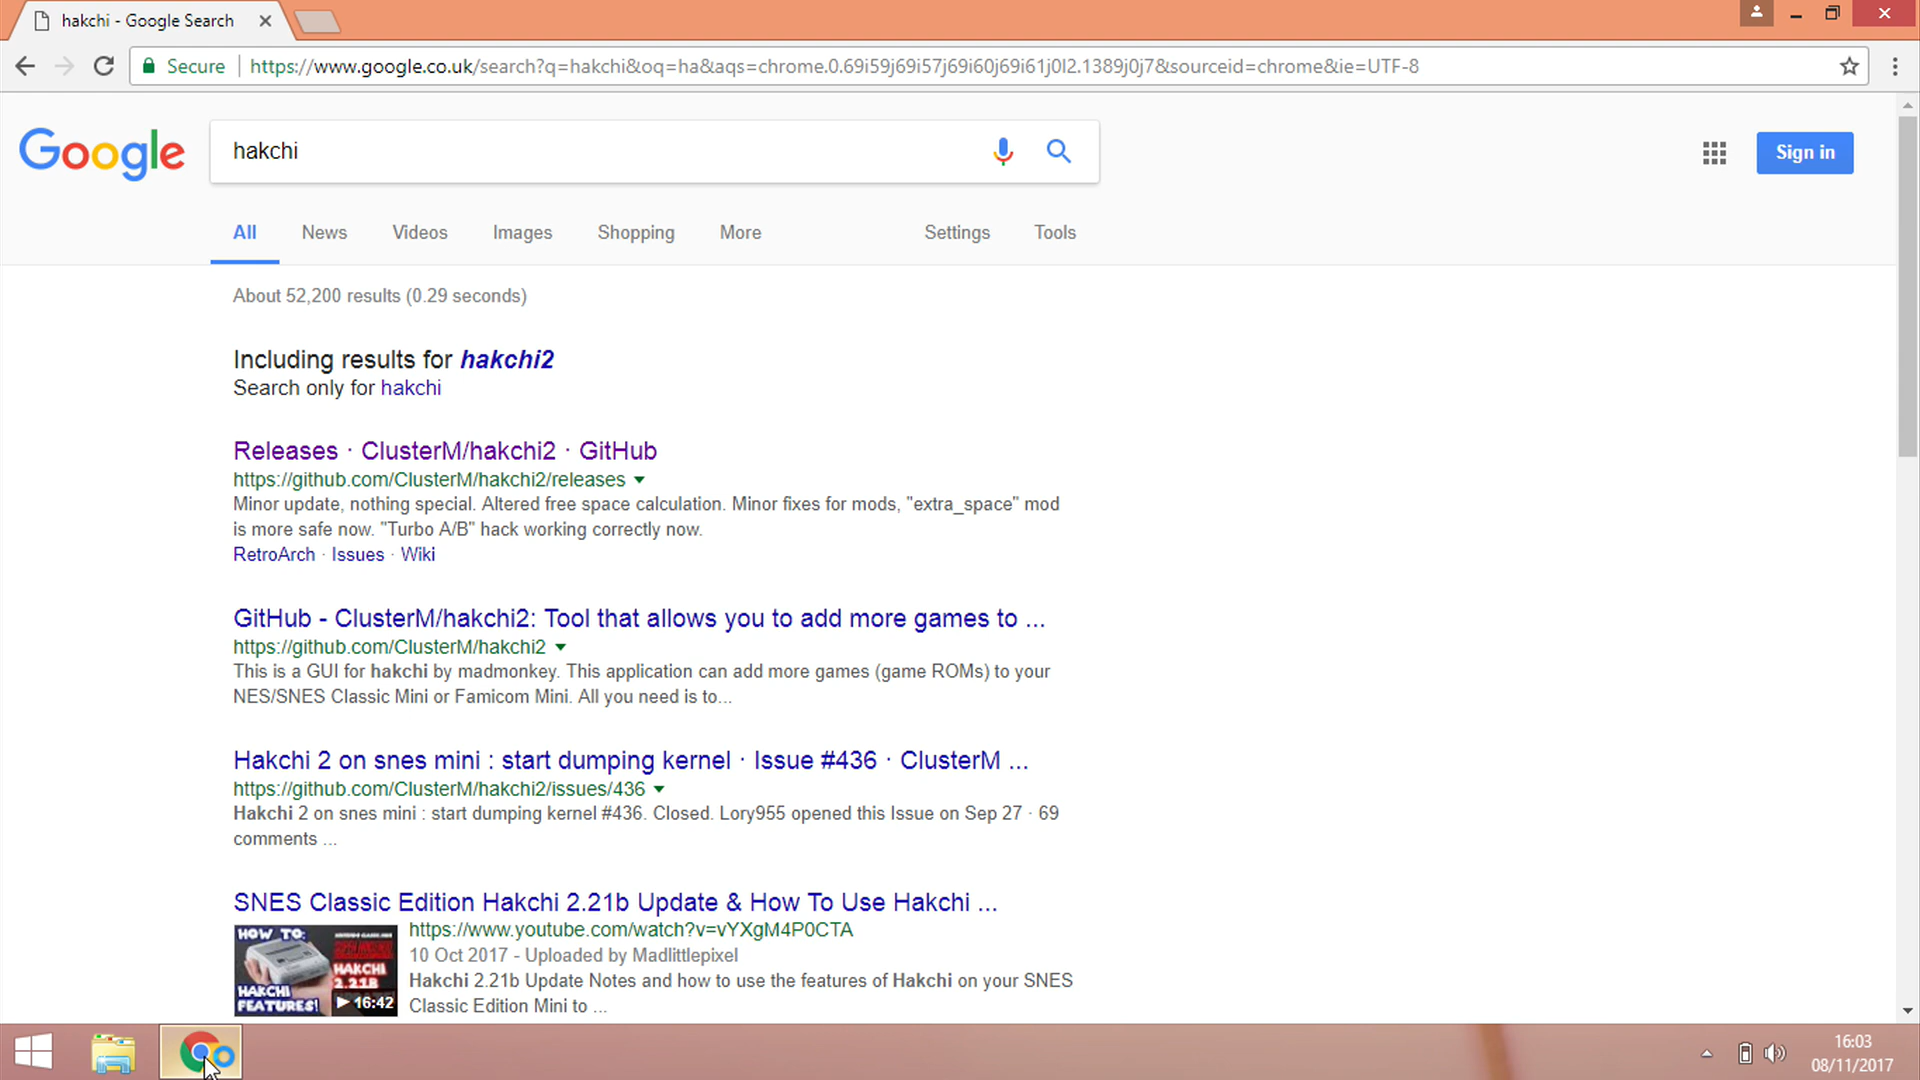 hakchi - Google Search
Secure https://www.google.co.uk/search?q=hakchi&oq=ha&aqs=chrome.0.69i59j69i57j69i60j69i61j0l2.1389j0j7&sourceid=chrome&ie=UTF-8
Google hakchi Sign in
All News Videos Images Shopping More Settings Tools
About 52,200 results (0.29 seconds)
Including results for hakchi2
Search only for hakchi
Releases · ClusterM/hakchi2 · GitHub
https://github.com/ClusterM/hakchi2/releases
Minor update, nothing special. Altered free space calculation. Minor fixes for mods, "extra_space" mod
is more safe now. "Turbo A/B" hack working correctly now.
RetroArch · Issues · Wiki
GitHub - ClusterM/hakchi2: Tool that allows you to add more games to ...
https://github.com/ClusterM/hakchi2
This is a GUI for hakchi by madmonkey. This application can add more games (game ROMs) to your
NES/SNES Classic Mini or Famicom Mini. All you need is to...
Hakchi 2 on snes mini : start dumping kernel · Issue #436 · ClusterM ...
https://github.com/ClusterM/hakchi2/issues/436
Hakchi 2 on snes mini : start dumping kernel #436. Closed. Lory955 opened this Issue on Sep 27 · 69
comments ...
SNES Classic Edition Hakchi 2.21b Update & How To Use Hakchi ...
https://www.youtube.com/watch?v=vYXgM4P0CTA
10 Oct 2017 - Uploaded by Madlittlepixel
Hakchi 2.21b Update Notes and how to use the features of Hakchi on your SNES
Classic Edition Mini to ...
HOW TO:
HAKCHI
2.21B
HAKCHI
FEATURES!
16:42
16:03
08/11/2017